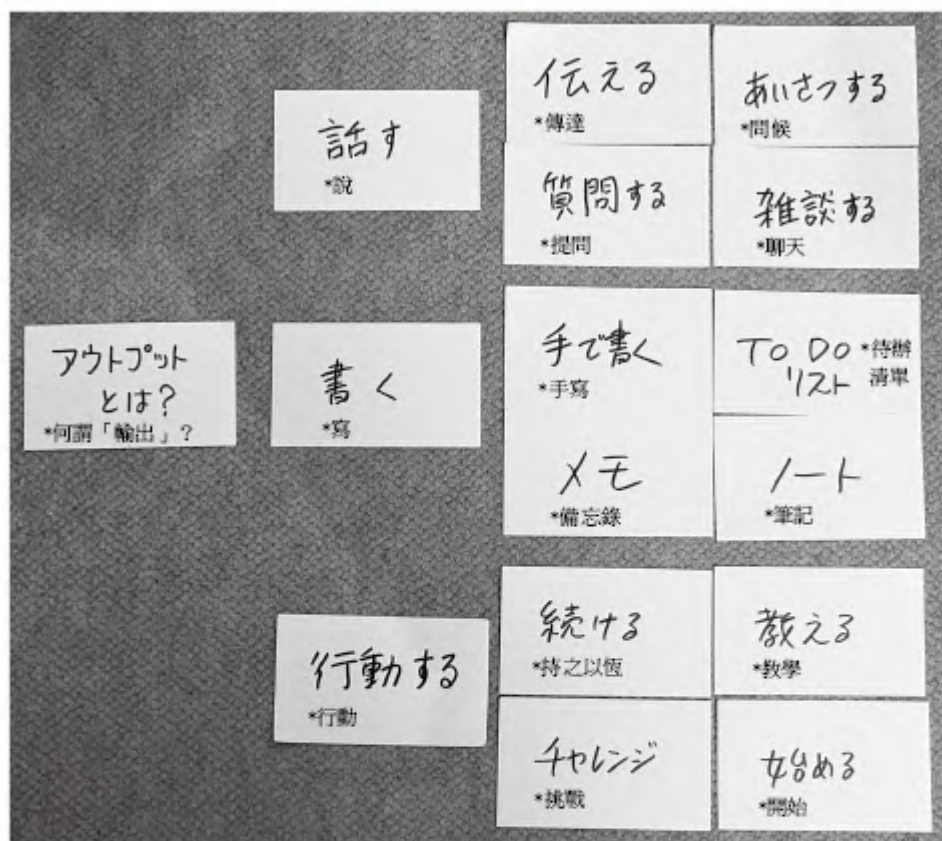 伝える
*傳達
あいさつする
*問候
話す
*說
質問する
*提問
雑談する
*聊天
アウトプット
とは？
*何謂「輸出」？
書く
*寫
手で書く
*手寫
TO DO
リスト
*待辦
清單
メモ
*備忘錄
ノート
*筆記
行動する
*行動
続ける
*持之以恆
教える
*教學
チャレンジ
*挑戰
始める
*開始